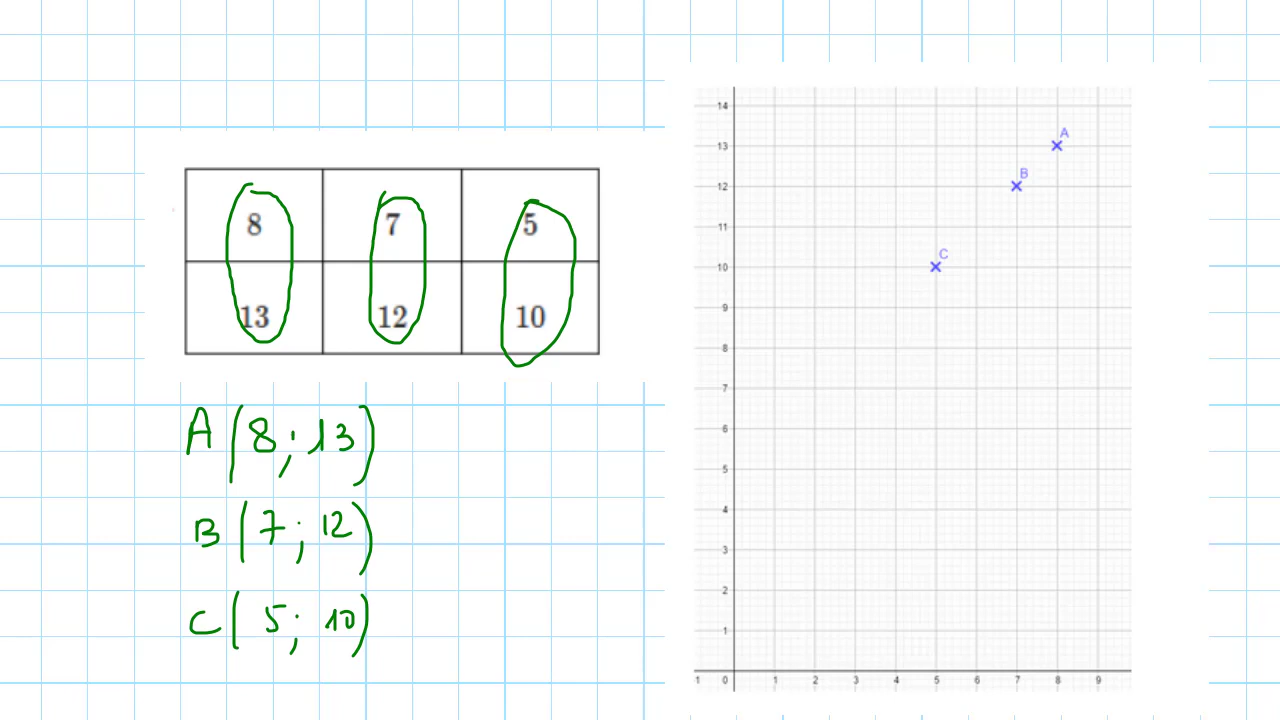 8 7 5
13 12 10
A (8 ; 13)
B (7 ; 12)
C (5 ; 10)
14
13
12
11
10
9
8
7
6
5
4
3
2
1
A
B
C
1 0 1 2 3 4 5 6 7 8 9